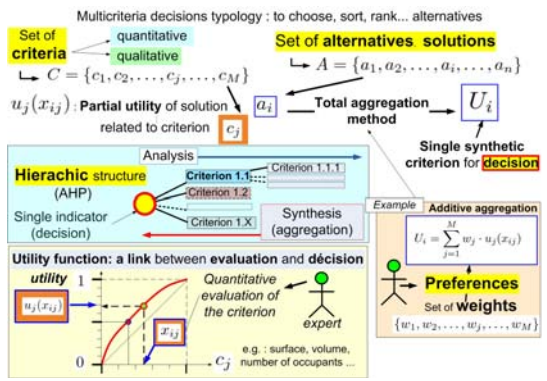 Multicriteria decisions typology : to choose, sort, rank... alternatives
Set of
criteria
quantitative
qualitative
Set of alternatives. solutions
C = {c₁, c₂, . . . , cⱼ, . . . , c_M}
A = {a₁, a₂, . . . , aᵢ, . . . , aₙ}
uⱼ(xᵢⱼ) : Partial utility of solution
aᵢ
related to criterion
cⱼ
Total aggregation
method
Uᵢ
Single synthetic
criterion for decision
Analysis
Hierachic structure
(AHP)
Single indicator
(decision)
Criterion 1.1
Criterion 1.1.1
Criterion 1.2
Criterion 1.X
Synthesis
(aggregation)
Example
Additive aggregation
Uᵢ = ∑_{j=1}^{M} wⱼ · uⱼ(xᵢⱼ)
Preferences
Set of weights
{w₁, w₂, . . . , wⱼ, . . . , w_M}
Utility function: a link between evaluation and décision
utility
1
uⱼ(xᵢⱼ)
0
xᵢⱼ
cⱼ
Quantitative
evaluation of
the criterion
expert
e.g. : surface, volume,
number of occupants ...